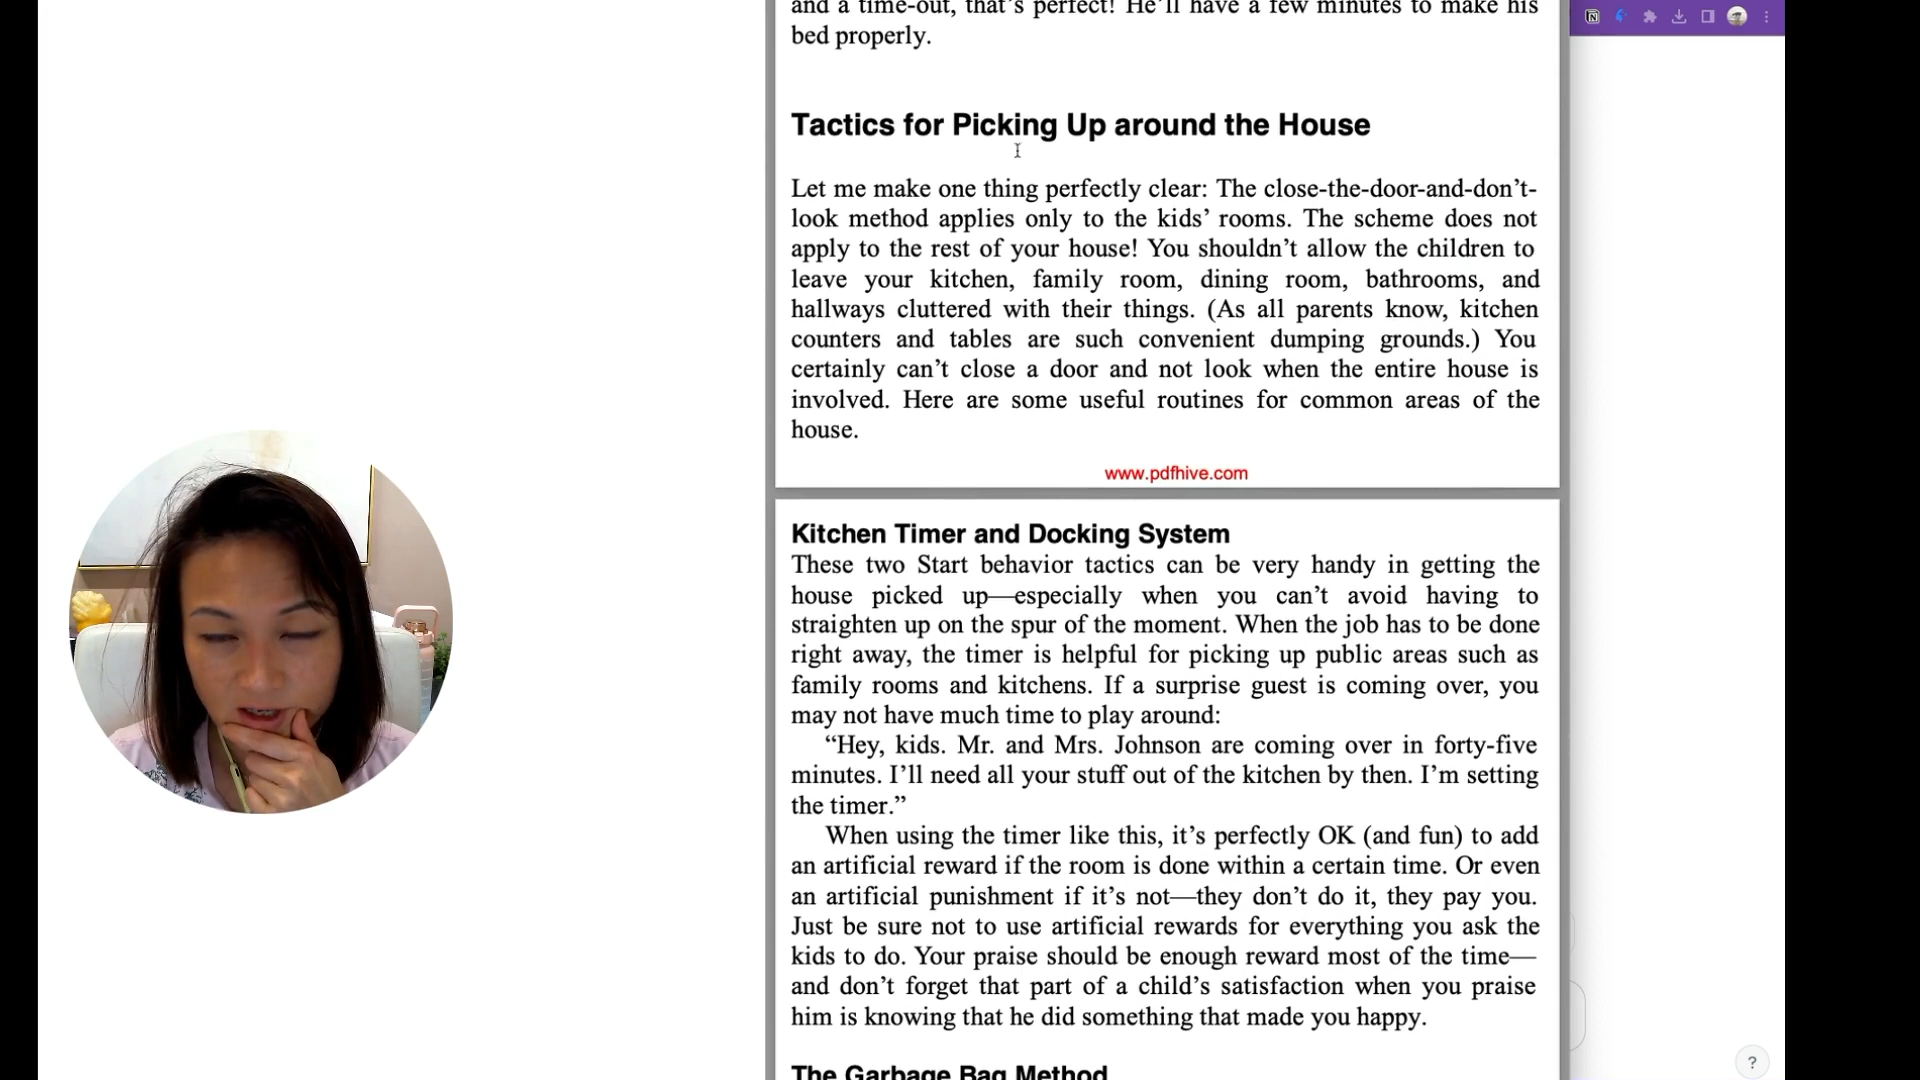 and a time-out, that’s perfect! He’ll have a few minutes to make his
bed properly.
Tactics for Picking Up around the House
Let me make one thing perfectly clear: The close-the-door-and-don’t-
look method applies only to the kids’ rooms. The scheme does not
apply to the rest of your house! You shouldn’t allow the children to
leave your kitchen, family room, dining room, bathrooms, and
hallways cluttered with their things. (As all parents know, kitchen
counters and tables are such convenient dumping grounds.) You
certainly can’t close a door and not look when the entire house is
involved. Here are some useful routines for common areas of the
house.
www.pdfhive.com
Kitchen Timer and Docking System
These two Start behavior tactics can be very handy in getting the
house picked up—especially when you can’t avoid having to
straighten up on the spur of the moment. When the job has to be done
right away, the timer is helpful for picking up public areas such as
family rooms and kitchens. If a surprise guest is coming over, you
may not have much time to play around:
“Hey, kids. Mr. and Mrs. Johnson are coming over in forty-five
minutes. I’ll need all your stuff out of the kitchen by then. I’m setting
the timer.”
When using the timer like this, it’s perfectly OK (and fun) to add
an artificial reward if the room is done within a certain time. Or even
an artificial punishment if it’s not—they don’t do it, they pay you.
Just be sure not to use artificial rewards for everything you ask the
kids to do. Your praise should be enough reward most of the time—
and don’t forget that part of a child’s satisfaction when you praise
him is knowing that he did something that made you happy.
The Garbage Bag Method
?